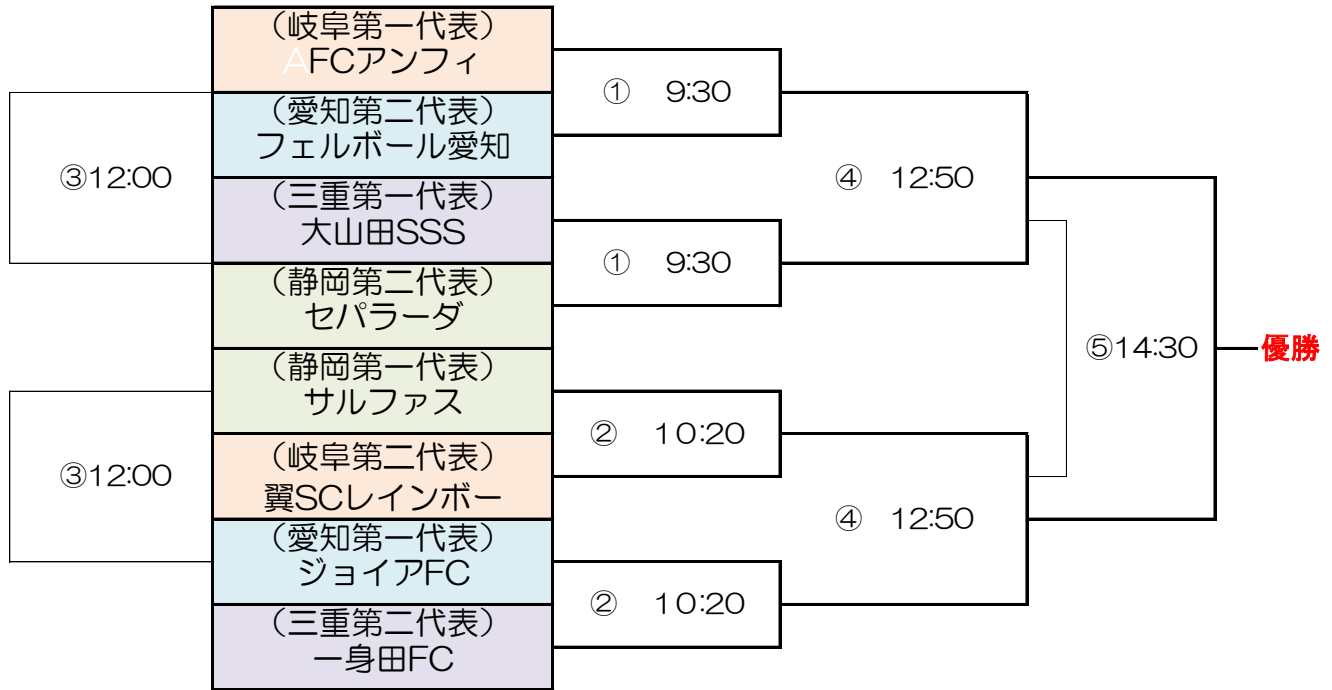 （岐阜第一代表）
AFCアンフィ
（愛知第二代表）
フェルボール愛知
（三重第一代表）
大山田SSS
（静岡第二代表）
セパラーダ
（静岡第一代表）
サルファス
（岐阜第二代表）
翼SCレインボー
（愛知第一代表）
ジョイアFC
（三重第二代表）
一身田FC
③12:00
③12:00
① 9:30
① 9:30
② 10:20
② 10:20
④ 12:50
④ 12:50
⑤14:30
優勝